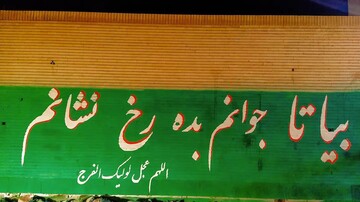 بیا تا جوانم بده رخ نشانم
اللهم عجل لولیک الفرج